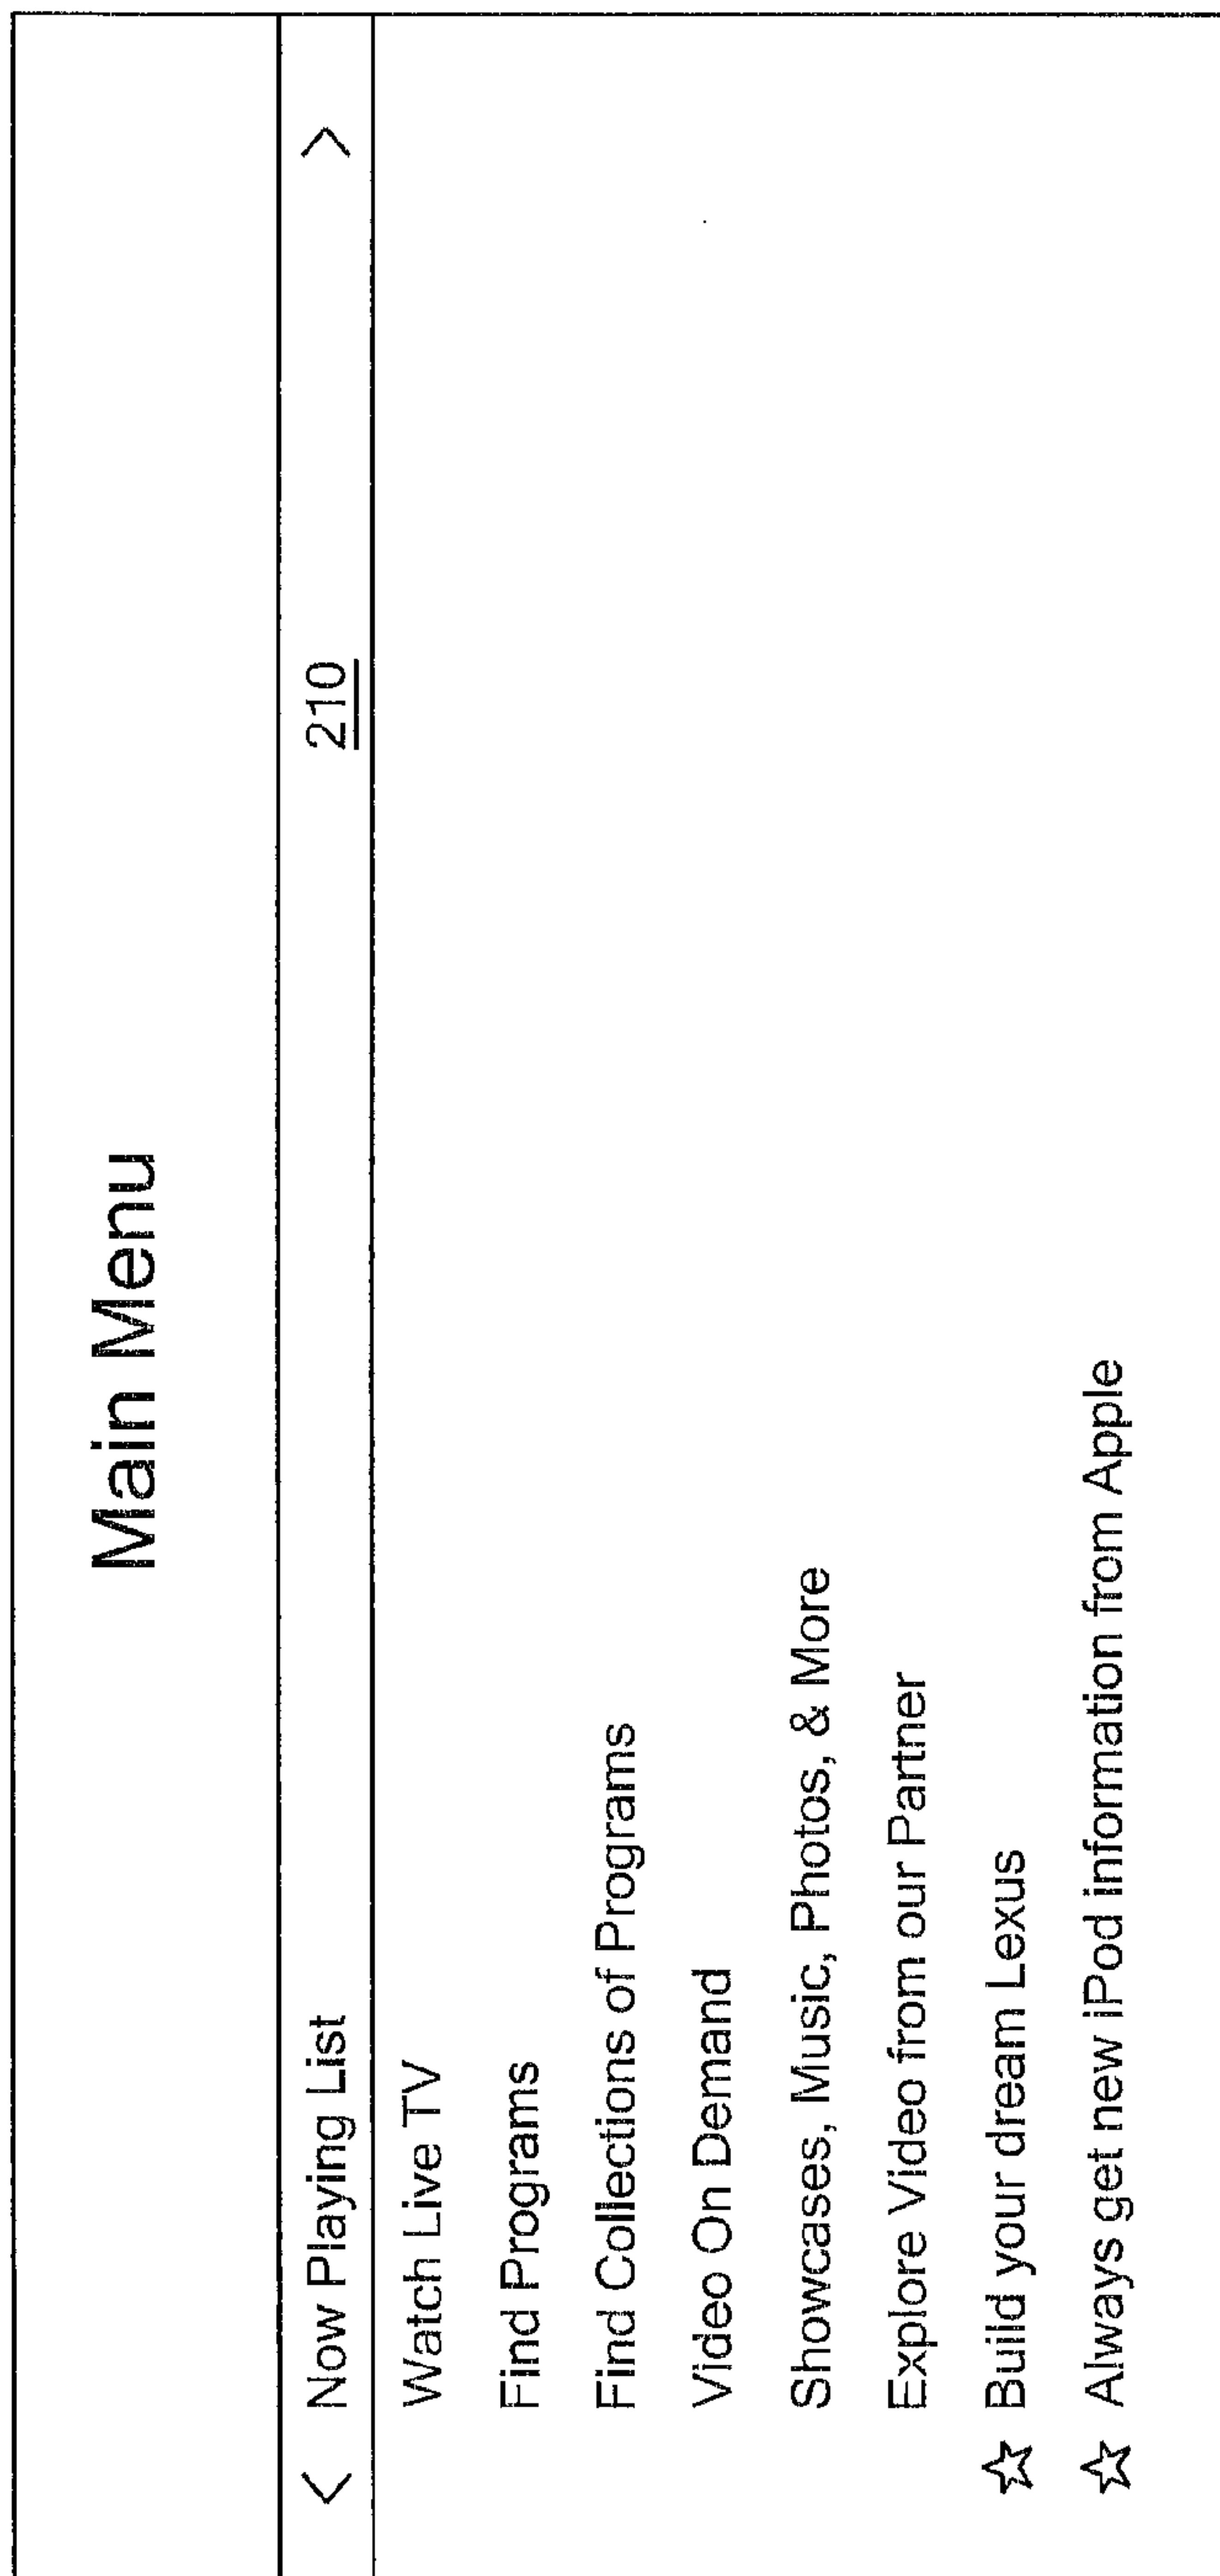 Main Menu
< Now Playing List 210 >
Watch Live TV
Find Programs
Find Collections of Programs
Video On Demand
Showcases, Music, Photos, & More
Explore Video from our Partner
☆ Build your dream Lexus
☆ Always get new iPod information from Apple